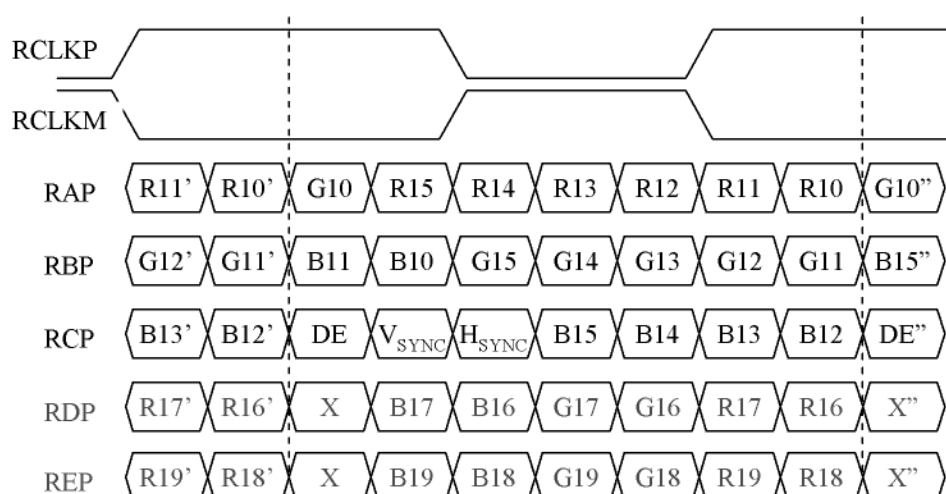 RCLKP
RCLKM
RAP R11’ R10’ G10 R15 R14 R13 R12 R11 R10 G10”
RBP G12’ G11’ B11 B10 G15 G14 G13 G12 G11 B15”
RCP B13’ B12’ DE VSYNC HSYNC B15 B14 B13 B12 DE”
RDP R17’ R16’ X B17 B16 G17 G16 R17 R16 X”
REP R19’ R18’ X B19 B18 G19 G18 R19 R18 X”